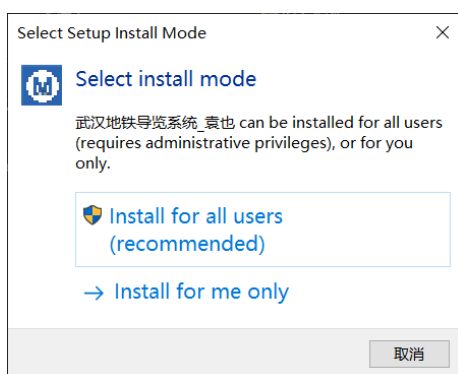 Select Setup Install Mode
Select install mode
武汉地铁导览系统_袁也 can be installed for all users
(requires administrative privileges), or for you
only.
Install for all users
(recommended)
Install for me only
取消